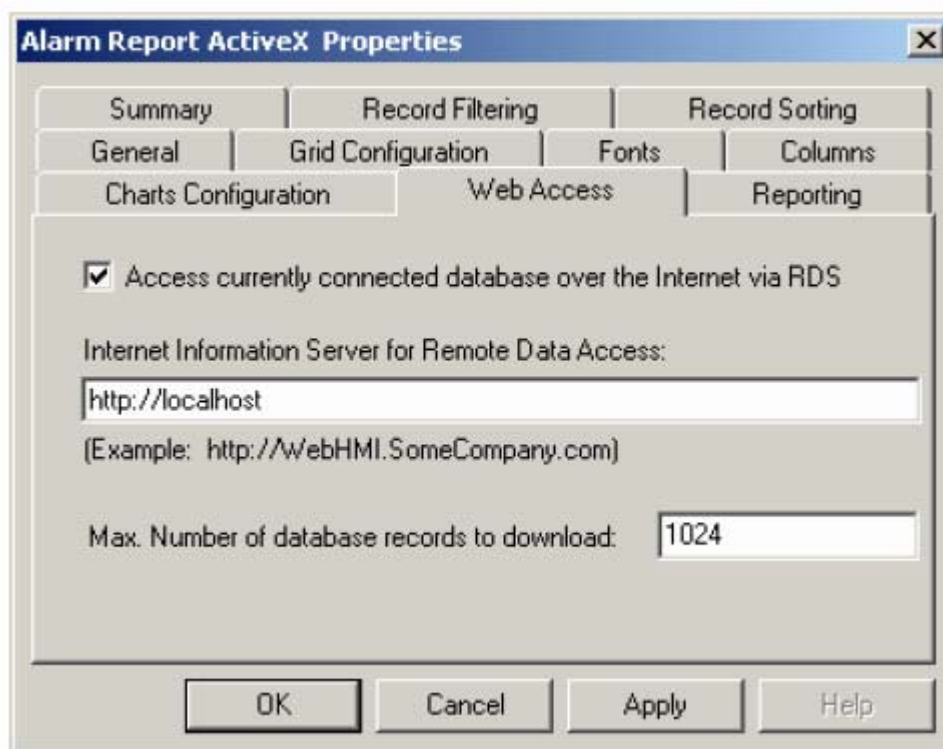 Alarm Report ActiveX  Properties
Summary Record Filtering Record Sorting
General Grid Configuration Fonts Columns
Charts Configuration Web Access Reporting
Access currently connected database over the Internet via RDS
Internet Information Server for Remote Data Access:
http://localhost
(Example:  http://WebHMI.SomeCompany.com)
Max. Number of database records to download: 1024
OK Cancel Apply Help